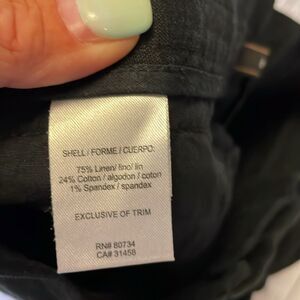 SHELL / FORME / CUERPO:
75% Linen/ lino/ lin
24% Cotton / algodon / coton
1% Spandex / spandex
EXCLUSIVE OF TRIM
RN# 80734
CA# 31458